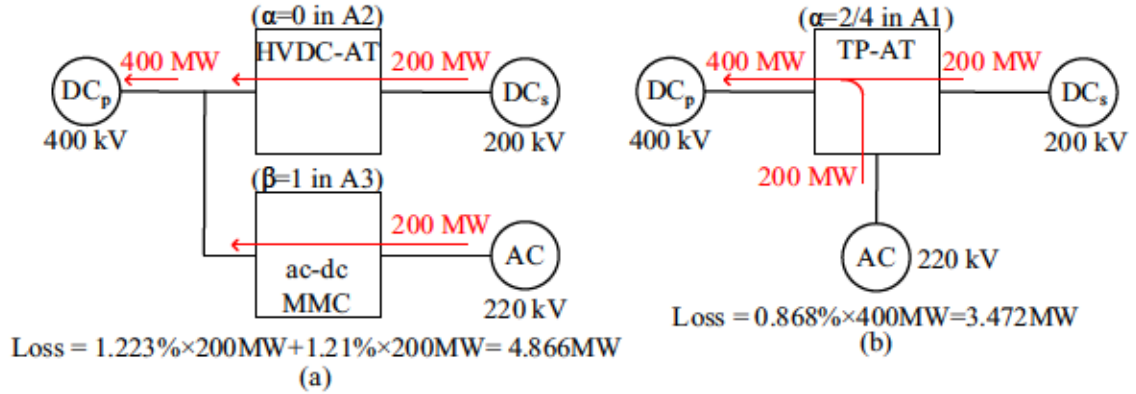 (α=0 in A2)
HVDC-AT
400 MW
200 MW
DCp
DCs
400 kV
200 kV
(β=1 in A3)
200 MW
ac-dc
MMC
AC
220 kV
Loss = 1.223%×200MW+1.21%×200MW= 4.866MW
(a)
(α=2/4 in A1)
TP-AT
400 MW
200 MW
DCp
DCs
400 kV
200 kV
200 MW
AC
220 kV
Loss = 0.868%×400MW=3.472MW
(b)